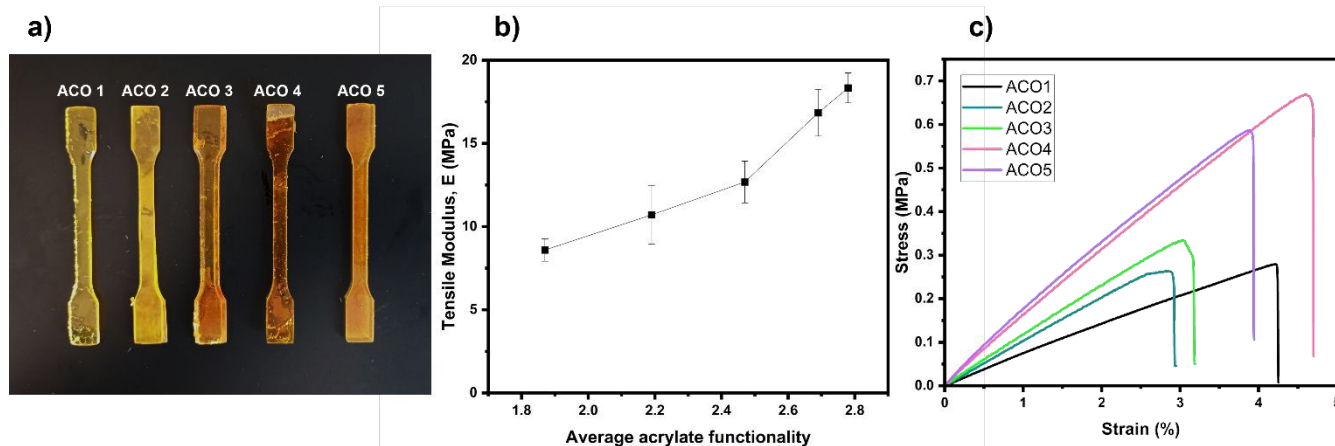 a)
ACO 1 ACO 2 ACO 3 ACO 4 ACO 5
b)
20
15
10
5
0
Tensile Modulus, E (MPa)
1.8 2.0 2.2 2.4 2.6 2.8
Average acrylate functionality
c)
0.7
0.6
0.5
0.4
0.3
0.2
0.1
0.0
Stress (MPa)
ACO1
ACO2
ACO3
ACO4
ACO5
0 1 2 3 4 5
Strain (%)